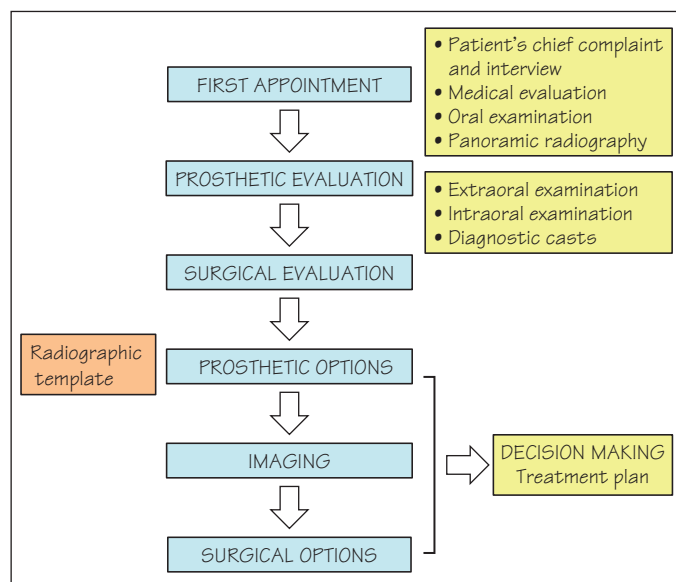 FIRST APPOINTMENT
• Patient's chief complaint
and interview
• Medical evaluation
• Oral examination
• Panoramic radiography
PROSTHETIC EVALUATION
• Extraoral examination
• Intraoral examination
• Diagnostic casts
SURGICAL EVALUATION
Radiographic
template
PROSTHETIC OPTIONS
IMAGING
DECISION MAKING
Treatment plan
SURGICAL OPTIONS